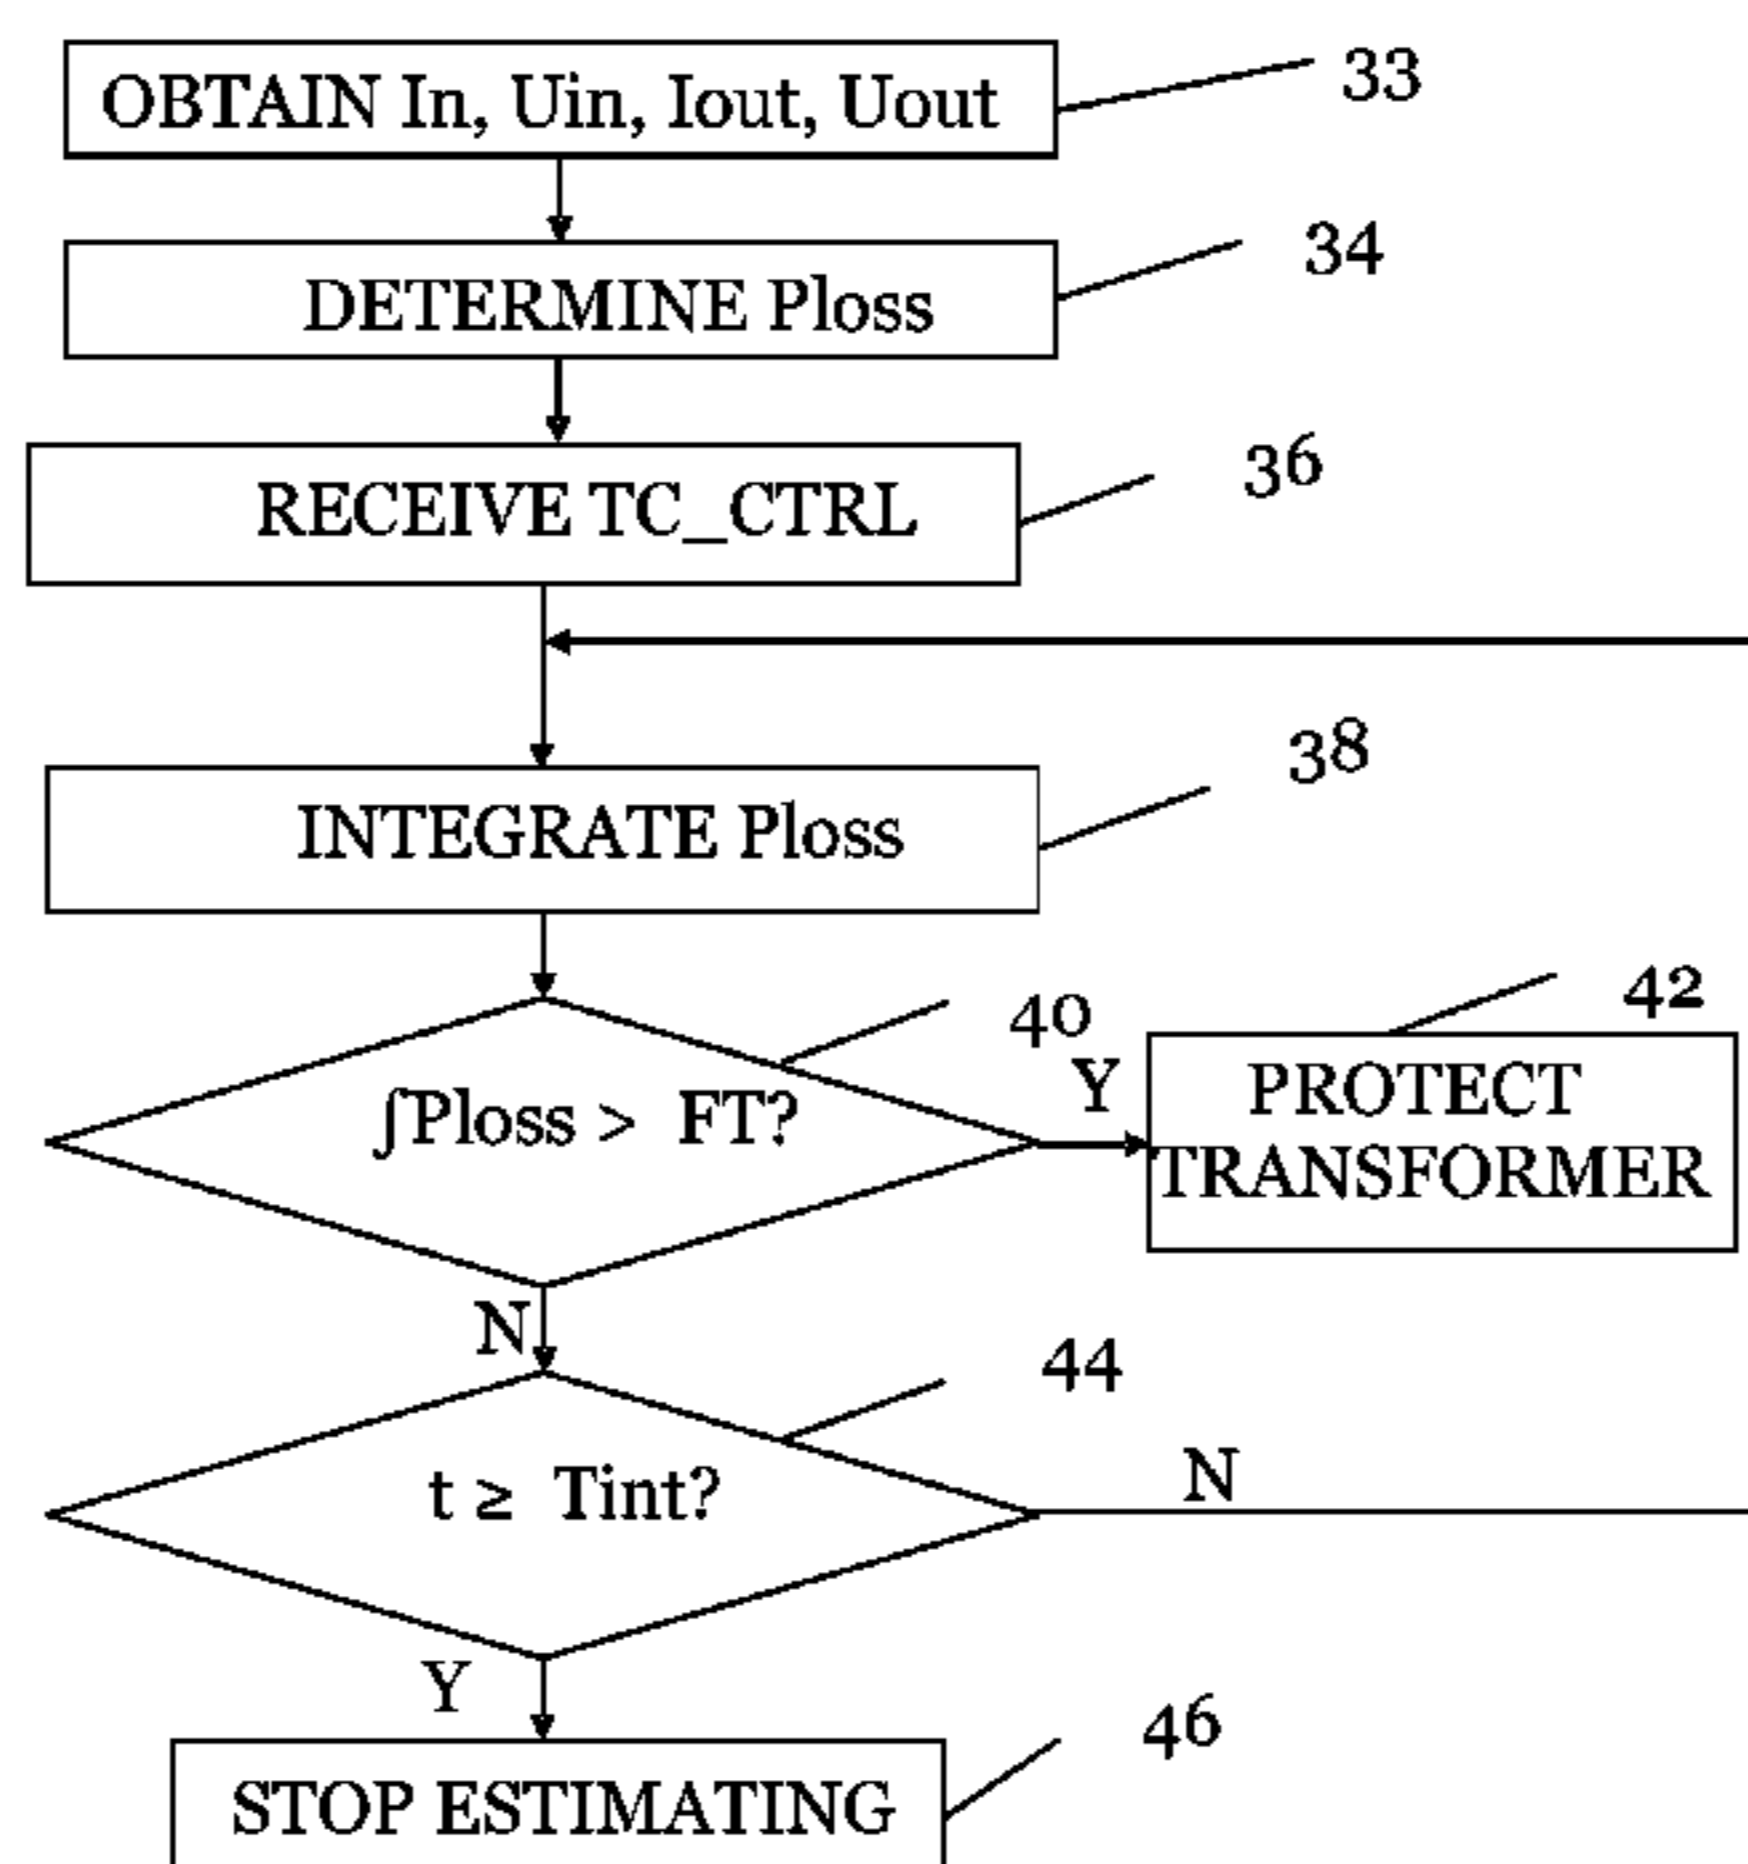 OBTAIN In, Uin, Iout, Uout
33
DETERMINE Ploss
34
RECEIVE TC_CTRL
36
INTEGRATE Ploss
38
∫Ploss > FT?
40
Y
PROTECT
TRANSFORMER
42
N
t ≥ Tint?
44
N
Y
STOP ESTIMATING
46